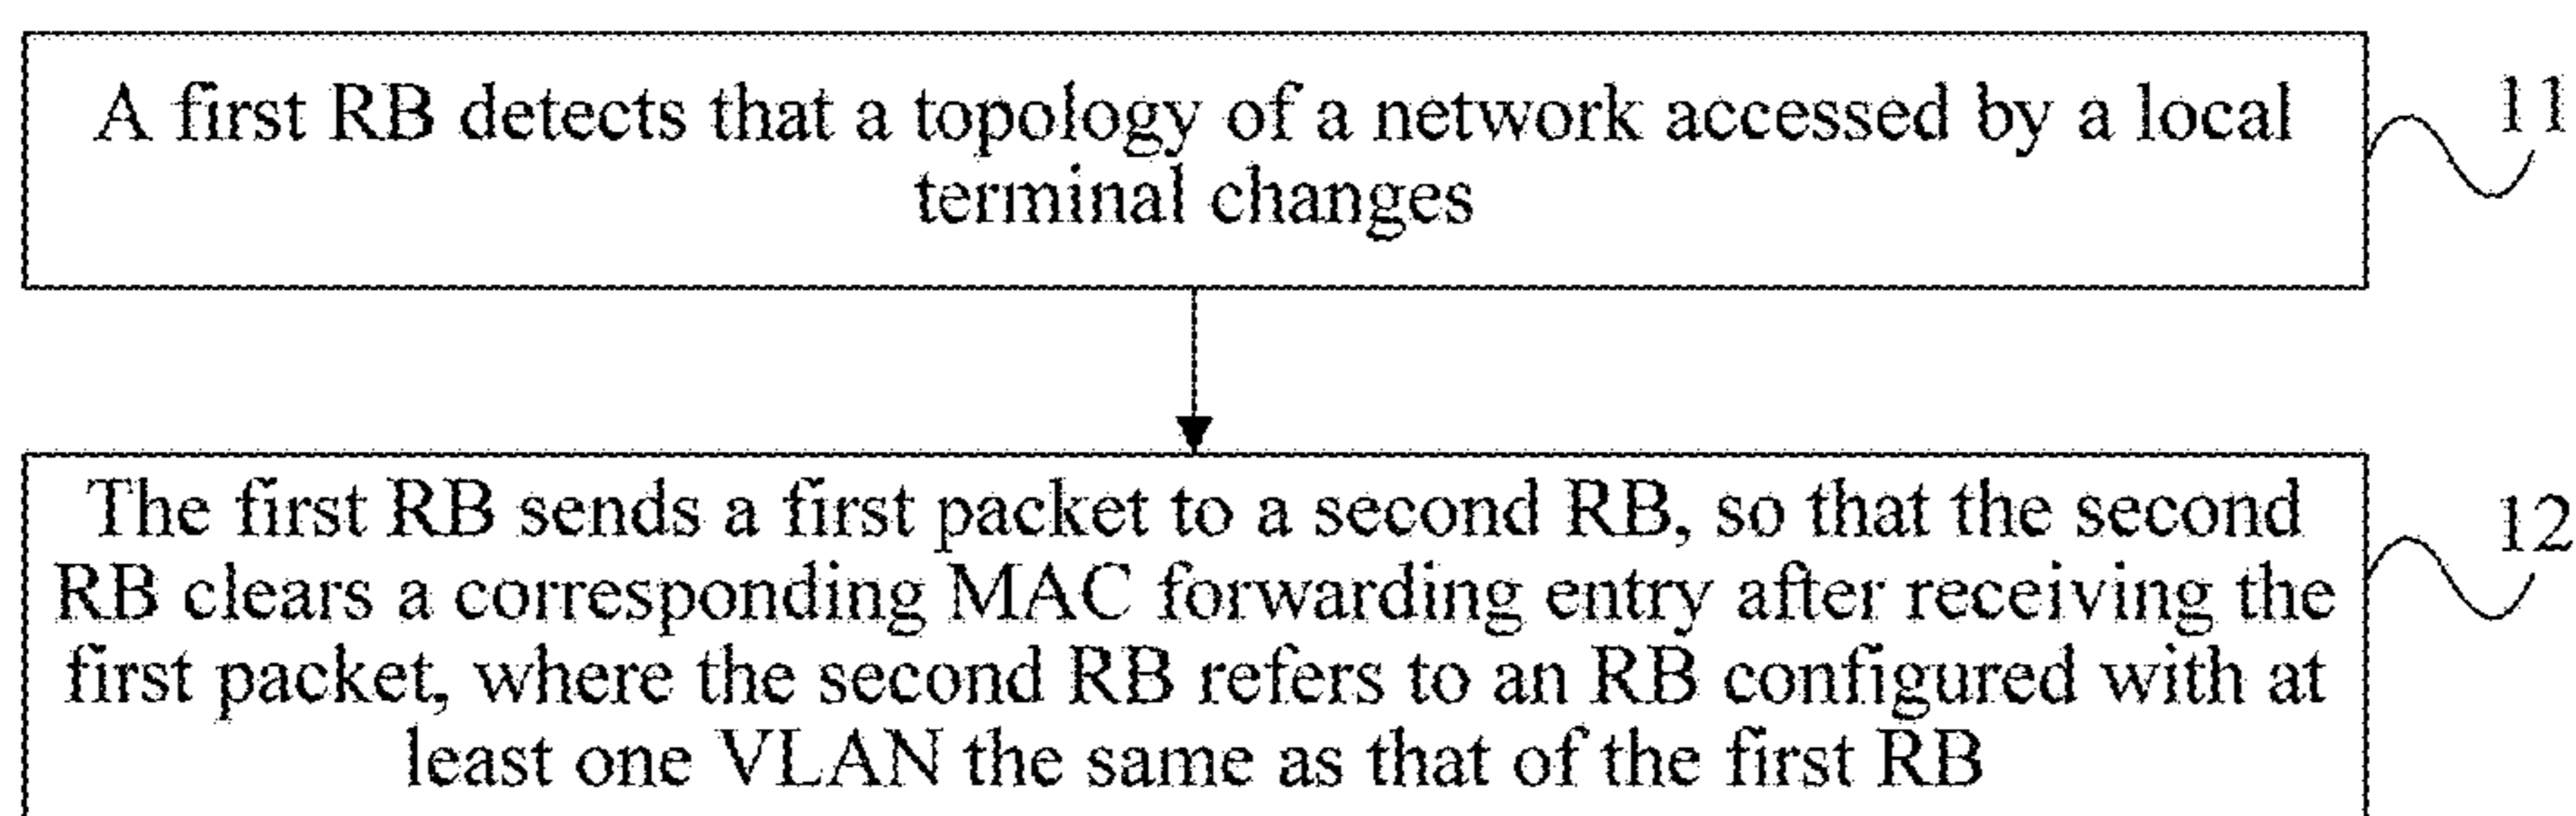 A first RB detects that a topology of a network accessed by a local
terminal changes
11
The first RB sends a first packet to a second RB, so that the second
RB clears a corresponding MAC forwarding entry after receiving the
first packet, where the second RB refers to an RB configured with at
least one VLAN the same as that of the first RB
12